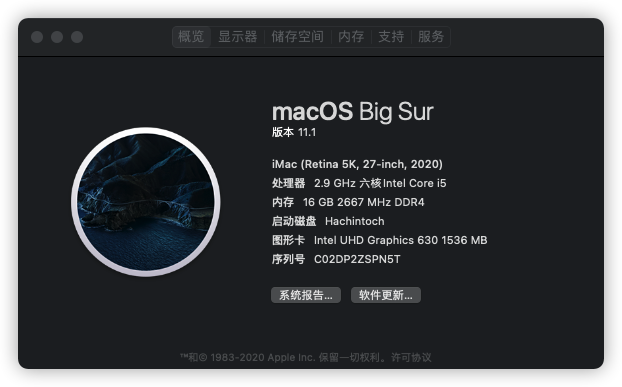 概览 显示器 储存空间 内存 支持 服务
macOS Big Sur
版本 11.1
iMac (Retina 5K, 27-inch, 2020)
处理器 2.9 GHz 六核Intel Core i5
内存 16 GB 2667 MHz DDR4
启动磁盘 Hachintoch
图形卡 Intel UHD Graphics 630 1536 MB
序列号 C02DP2ZSPN5T
系统报告... 软件更新...
™和© 1983-2020 Apple Inc. 保留一切权利。许可协议